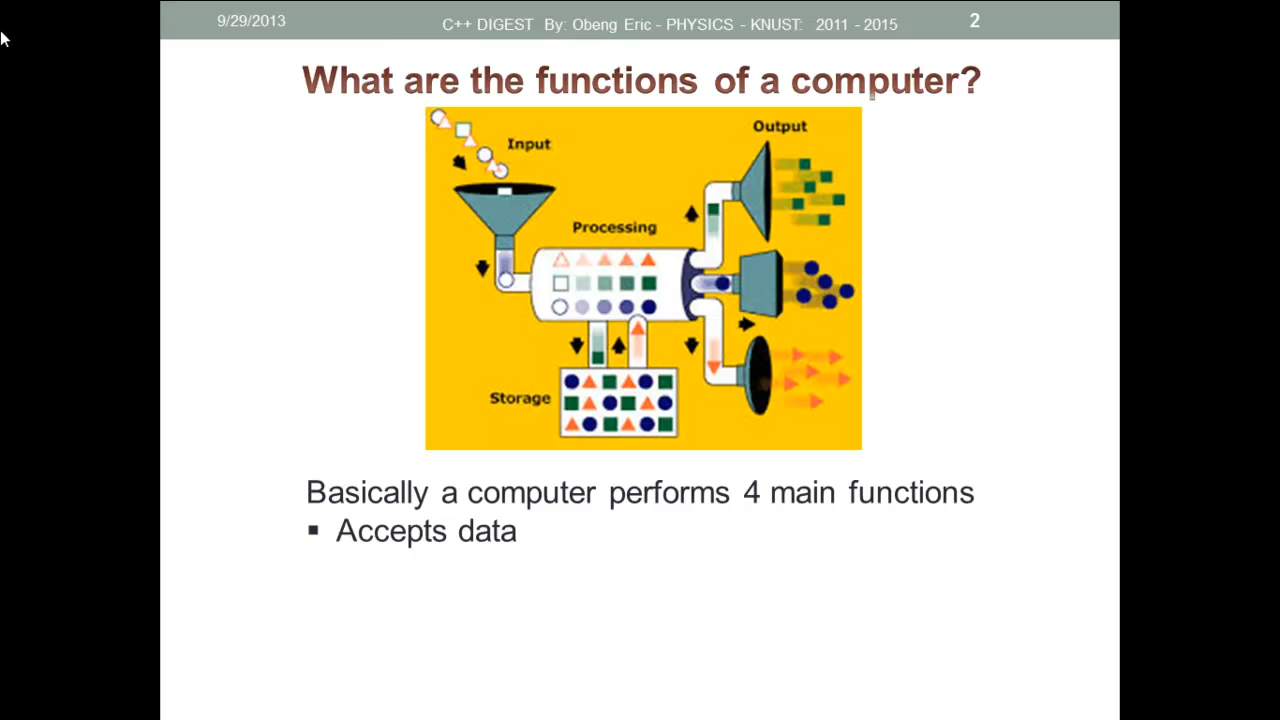 9/29/2013
C++ DIGEST By: Obeng Eric - PHYSICS - KNUST: 2011 - 2015
2
What are the functions of a computer?
Output
Input
Processing
Storage
Basically a computer performs 4 main functions
▪ Accepts data